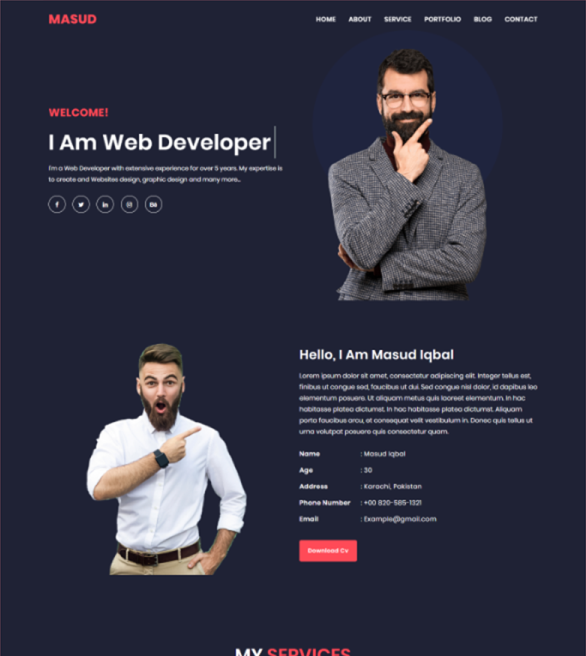 MASUD
HOME ABOUT SERVICE PORTFOLIO BLOG CONTACT
WELCOME!
I Am Web Developer
I'm a Web Developer with extensive experience for over 5 years. My expertise is
to create and Websites design, graphic design and many more...
Hello, I Am Masud Iqbal
Lorem ipsum dolor sit amet, consectetur adipiscing elit. Integer tellus est,
finibus ut congue sed, faucibus ut dui. Sed congue nisl dolor, id dapibus leo
elementum posuere. Ut aliquam metus quis laoreet elementum. In hac
habitasse platea dictumst. In hac habitasse platea dictumst. Aliquam
porta faucibus arcu, at consequat velit vestibulum in. Donec quis tellus ut
urna volutpat posuere quis consectetur quam.
Name : Masud Iqbal
Age : 30
Address : Karachi, Pakistan
Phone Number : +00 820-585-1321
Email : Example@gmail.com
Download Cv
MY SERVICES